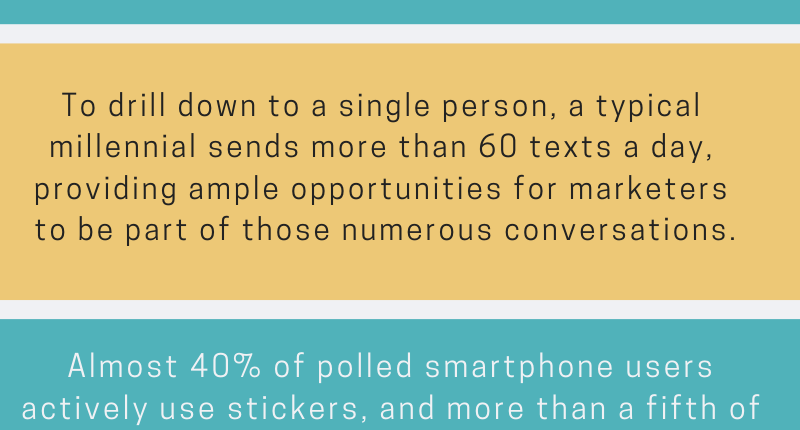 To drill down to a single person, a typical
millennial sends more than 60 texts a day,
providing ample opportunities for marketers
to be part of those numerous conversations.
Almost 40% of polled smartphone users
actively use stickers, and more than a fifth of